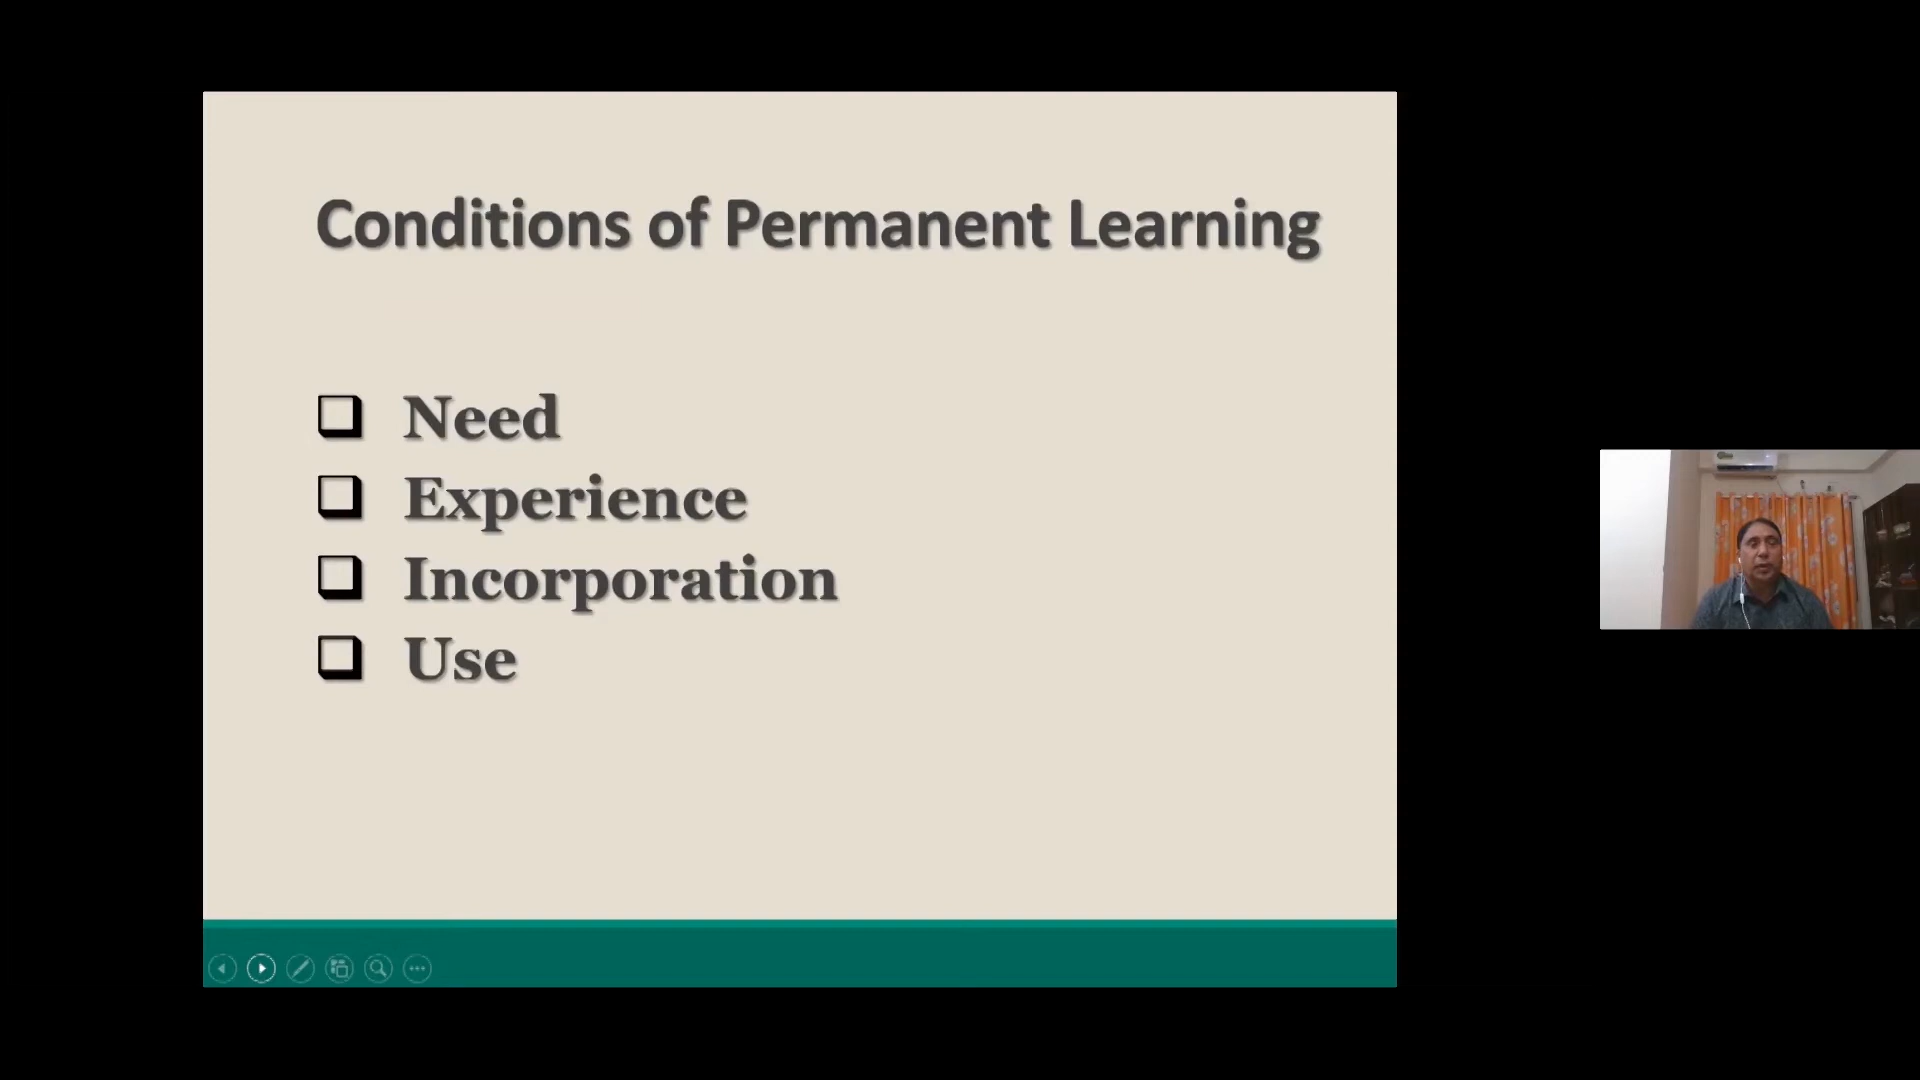 Conditions of Permanent Learning
Need
Experience
Incorporation
Use